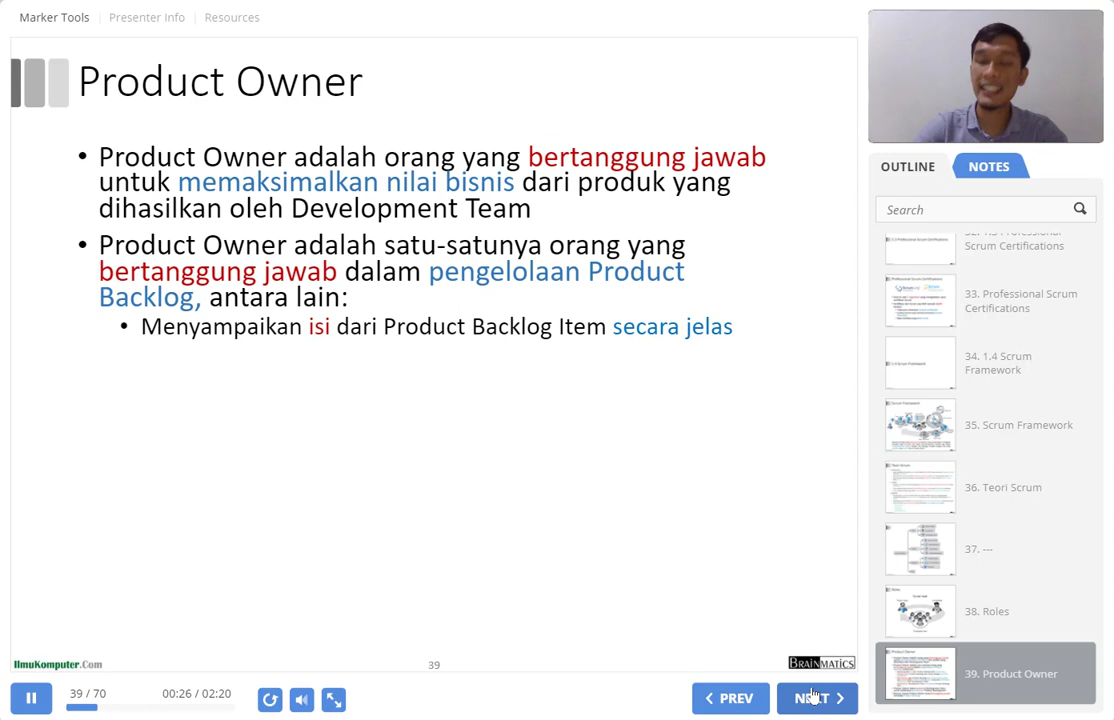 Marker Tools
Presenter Info
Resources
Product Owner
• Product Owner adalah orang yang bertanggung jawab
untuk memaksimalkan nilai bisnis dari produk yang
dihasilkan oleh Development Team
• Product Owner adalah satu-satunya orang yang
bertanggung jawab dalam pengelolaan Product
Backlog, antara lain:
• Menyampaikan isi dari Product Backlog Item secara jelas
IlmuKomputer.Com
39
BRAINMATICS
39 / 70
00:26 / 02:20
PREV
NEXT
OUTLINE
NOTES
Search
Scrum Certifications
33. Professional Scrum
Certifications
34. 1.4 Scrum
Framework
35. Scrum Framework
36. Teori Scrum
37. ---
38. Roles
39. Product Owner